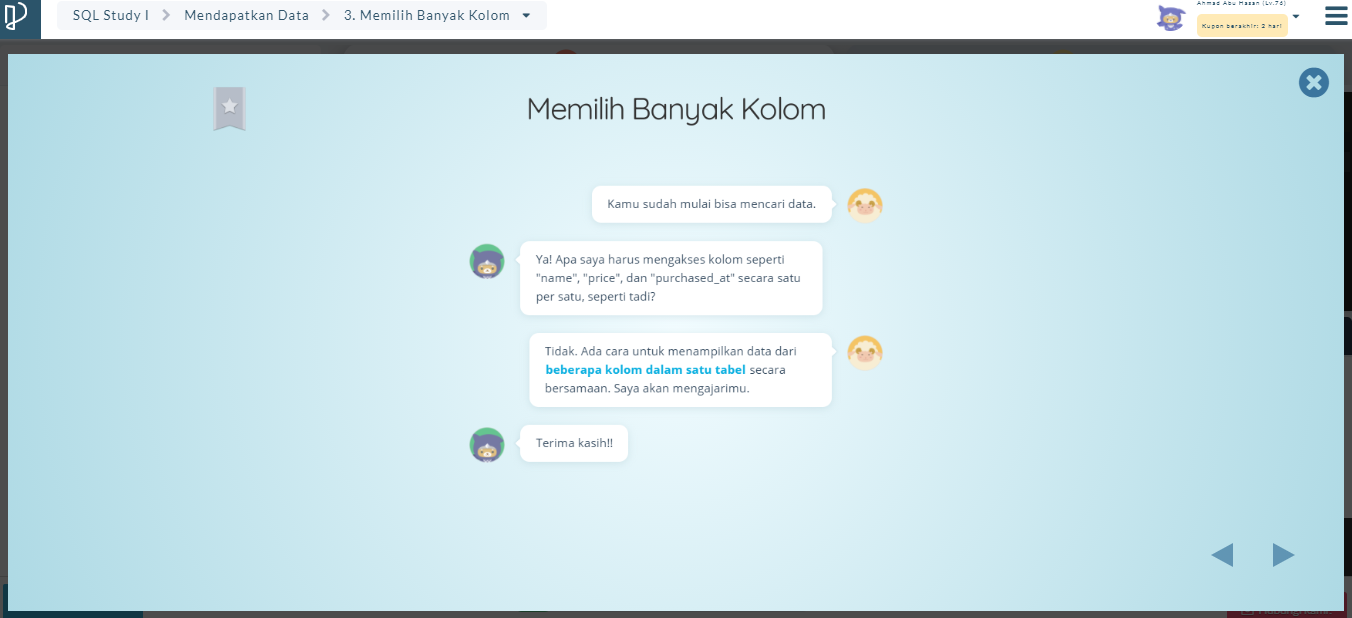 SQL Study I
Mendapatkan Data
3. Memilih Banyak Kolom
Ahmad Abu Hasan (Lv.76)
Kupon berakhir: 2 hari
Memilih Banyak Kolom
Kamu sudah mulai bisa mencari data.
Ya! Apa saya harus mengakses kolom seperti
"name", "price", dan "purchased_at" secara satu
per satu, seperti tadi?
Tidak. Ada cara untuk menampilkan data dari
beberapa kolom dalam satu tabel secara
bersamaan. Saya akan mengajarimu.
Terima kasih!!